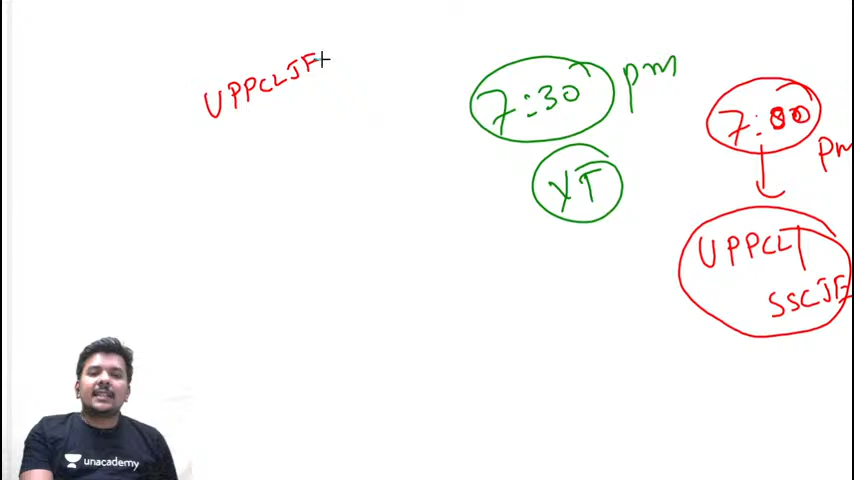 UPPCLJE
7:30 pm
YT
7:00
pm
UPPCLT
SSCJE
unacademy